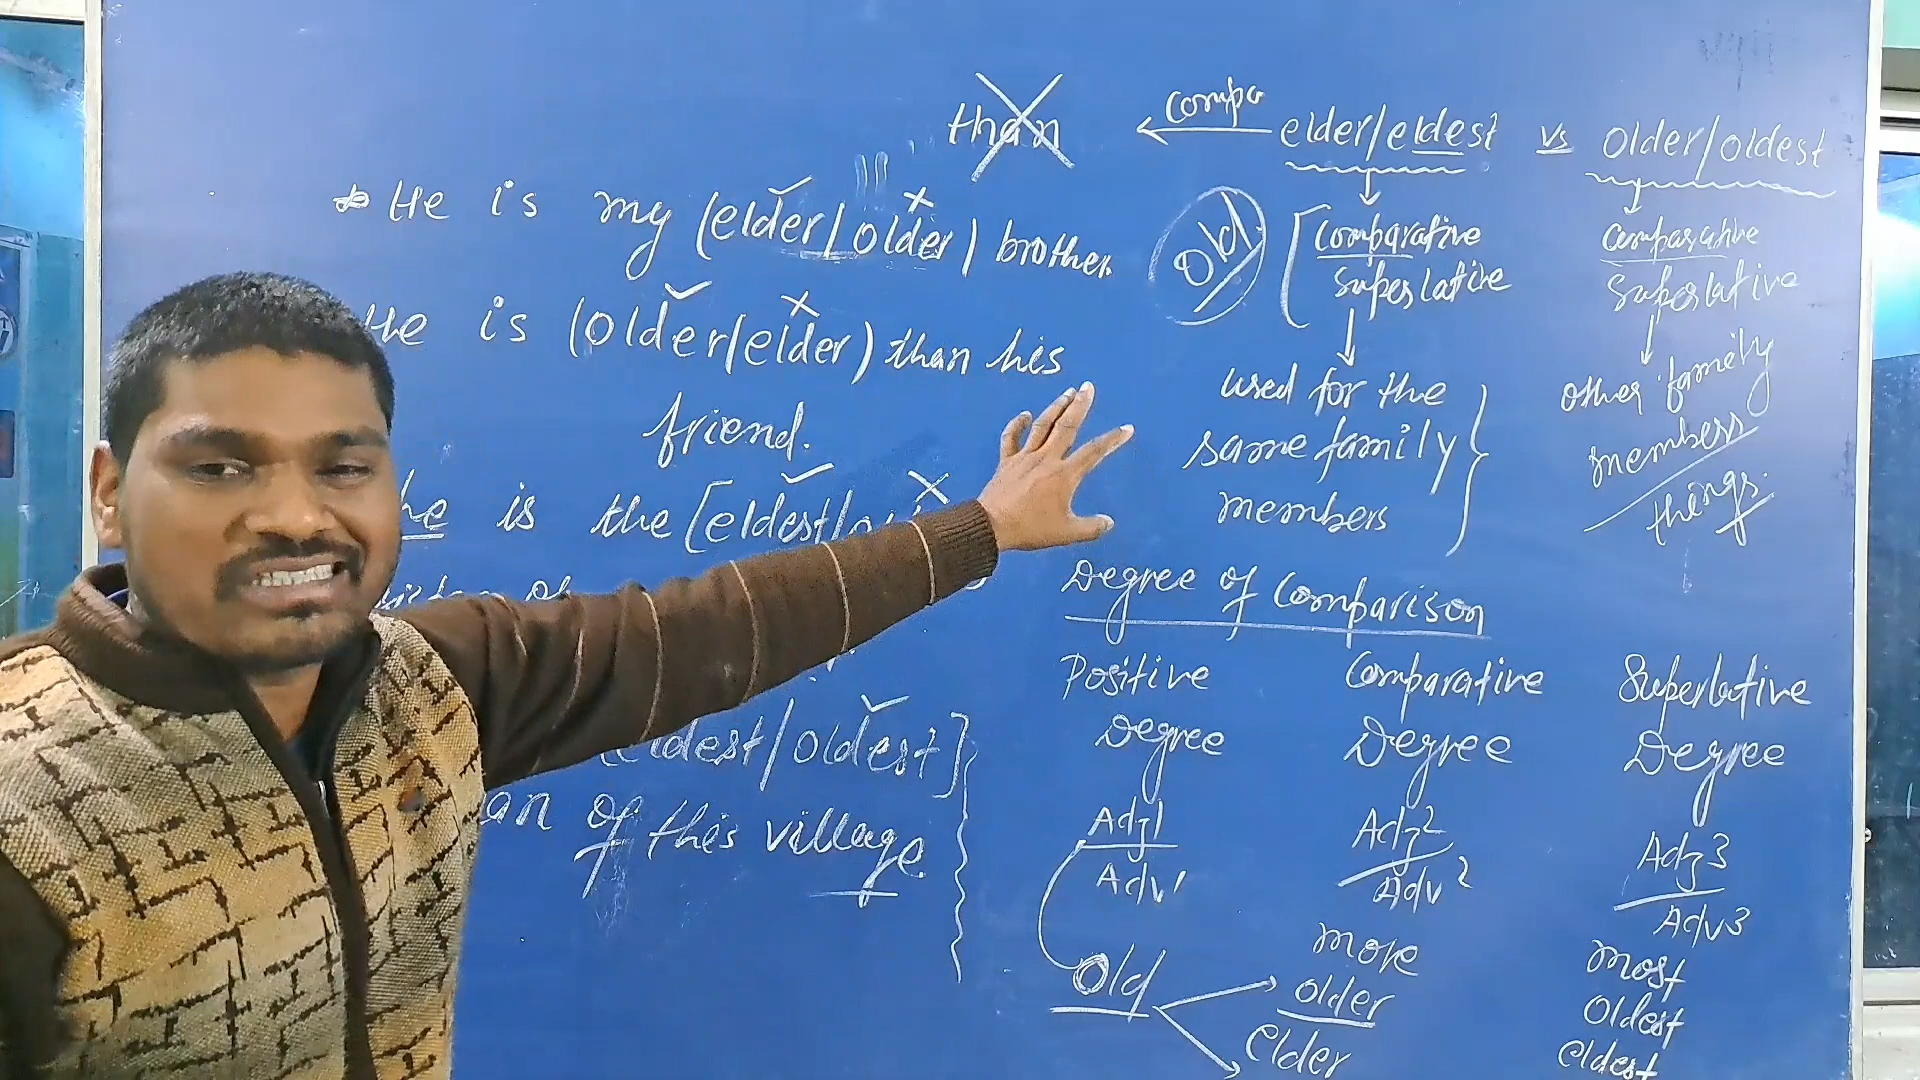 than
compa
elder/eldest vs older/oldest
He is my (elder/older) brother.
old
Comparative
Superlative
comparative
Superlative
He is (older/elder) than his
friend.
used for the
same family
members
other family
members
things.
is the [eldest/
Degree of Comparison
Positive
Degree
Comparative
Degree
Superlative
Degree
eldest/oldest]
of this village.
Adj1
Adv1
Adj2
Adv2
Adj3
Adv3
old
more
older
elder
most
oldest
eldest